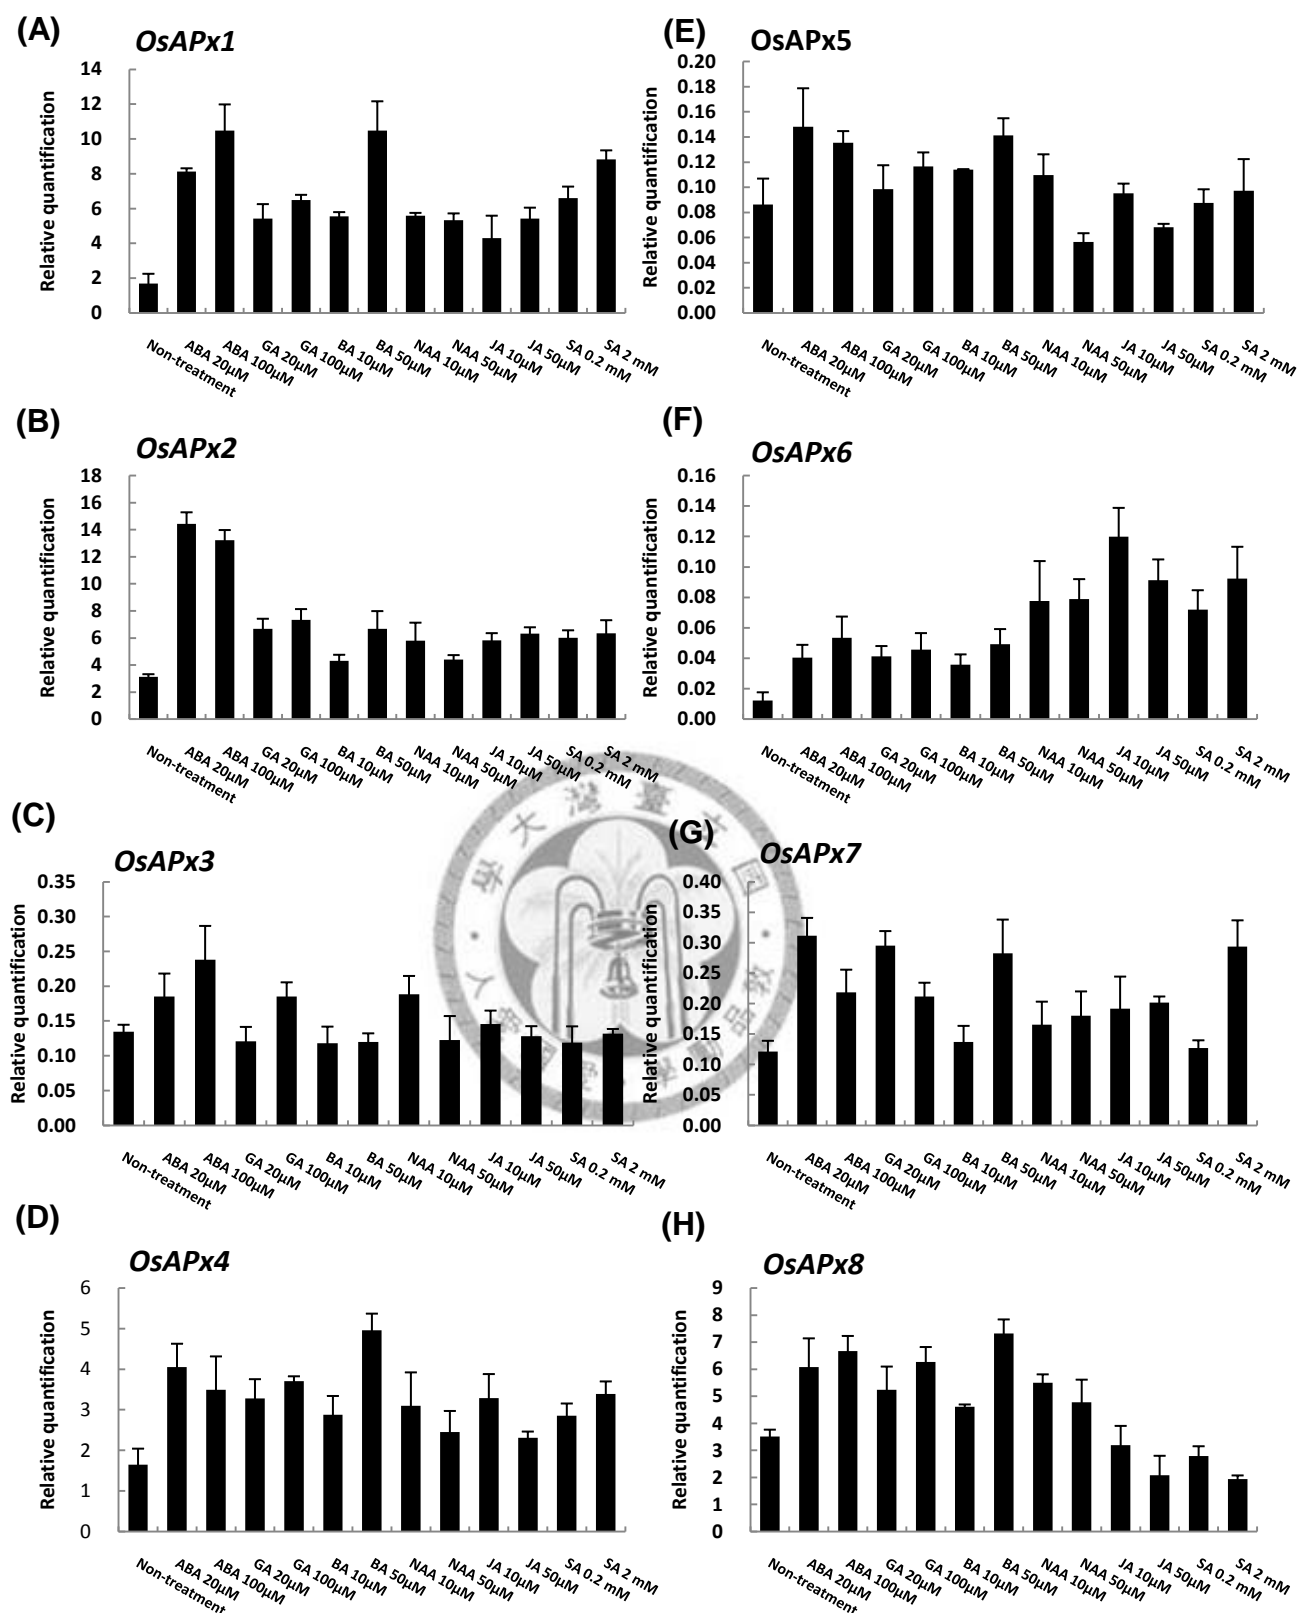 (A)
OsAPx1
Relative quantification
14
12
10
8
6
4
2
0
Non-treatment
ABA 20µM
ABA 100µM
GA 20µM
GA 100µM
BA 10µM
BA 50µM
NAA 10µM
NAA 50µM
JA 10µM
JA 50µM
SA 0.2 mM
SA 2 mM
(E)
OsAPx5
Relative quantification
0.20
0.18
0.16
0.14
0.12
0.10
0.08
0.06
0.04
0.02
0.00
Non-treatment
ABA 20µM
ABA 100µM
GA 20µM
GA 100µM
BA 10µM
BA 50µM
NAA 10µM
NAA 50µM
JA 10µM
JA 50µM
SA 0.2 mM
SA 2 mM
(B)
OsAPx2
Relative quantification
18
16
14
12
10
8
6
4
2
0
Non-treatment
ABA 20µM
ABA 100µM
GA 20µM
GA 100µM
BA 10µM
BA 50µM
NAA 10µM
NAA 50µM
JA 10µM
JA 50µM
SA 0.2 mM
SA 2 mM
(F)
OsAPx6
Relative quantification
0.16
0.14
0.12
0.10
0.08
0.06
0.04
0.02
0.00
Non-treatment
ABA 20µM
ABA 100µM
GA 20µM
GA 100µM
BA 10µM
BA 50µM
NAA 10µM
NAA 50µM
JA 10µM
JA 50µM
SA 0.2 mM
SA 2 mM
(C)
OsAPx3
Relative quantification
0.35
0.30
0.25
0.20
0.15
0.10
0.05
0.00
Non-treatment
ABA 20µM
ABA 100µM
GA 20µM
GA 100µM
BA 10µM
BA 50µM
NAA 10µM
NAA 50µM
JA 10µM
JA 50µM
SA 0.2 mM
SA 2 mM
(G)
OsAPx7
Relative quantification
0.40
0.35
0.30
0.25
0.20
0.15
0.10
0.05
0.00
Non-treatment
ABA 20µM
ABA 100µM
GA 20µM
GA 100µM
BA 10µM
BA 50µM
NAA 10µM
NAA 50µM
JA 10µM
JA 50µM
SA 0.2 mM
SA 2 mM
(D)
OsAPx4
Relative quantification
6
5
4
3
2
1
0
Non-treatment
ABA 20µM
ABA 100µM
GA 20µM
GA 100µM
BA 10µM
BA 50µM
NAA 10µM
NAA 50µM
JA 10µM
JA 50µM
SA 0.2 mM
SA 2 mM
(H)
OsAPx8
Relative quantification
9
8
7
6
5
4
3
2
1
0
Non-treatment
ABA 20µM
ABA 100µM
GA 20µM
GA 100µM
BA 10µM
BA 50µM
NAA 10µM
NAA 50µM
JA 10µM
JA 50µM
SA 0.2 mM
SA 2 mM
學大灣臺立國